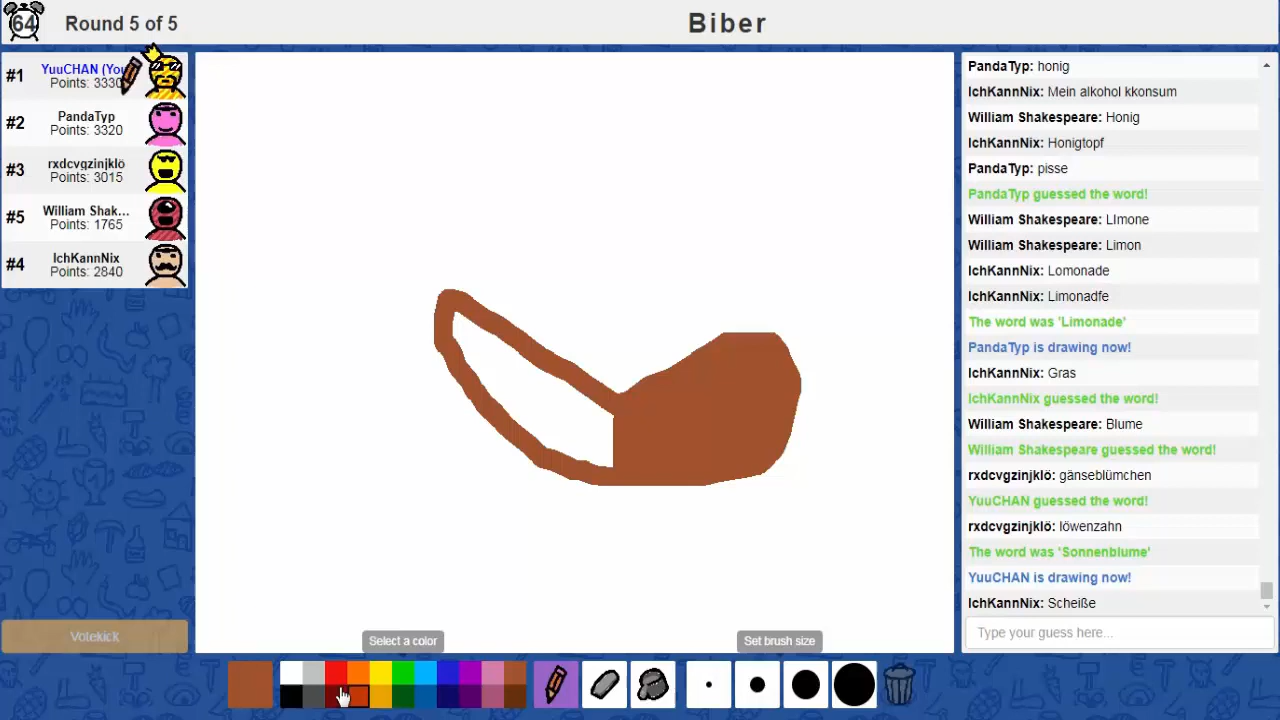 64
Round 5 of 5
Biber
#1
YuuCHAN (You
Points: 3330
#2
PandaTyp
Points: 3320
#3
rxdcvgzinjklö
Points: 3015
#5
William Shak...
Points: 1765
#4
IchKannNix
Points: 2840
Votekick
PandaTyp: honig
IchKannNix: Mein alkohol kkonsum
William Shakespeare: Honig
IchKannNix: Honigtopf
PandaTyp: pisse
PandaTyp guessed the word!
William Shakespeare: LImone
William Shakespeare: Limon
IchKannNix: Lomonade
IchKannNix: Limonadfe
The word was 'Limonade'
PandaTyp is drawing now!
IchKannNix: Gras
IchKannNix guessed the word!
William Shakespeare: Blume
William Shakespeare guessed the word!
rxdcvgzinjklö: gänseblümchen
YuuCHAN guessed the word!
rxdcvgzinjklö: löwenzahn
The word was 'Sonnenblume'
YuuCHAN is drawing now!
IchKannNix: Scheiße
Type your guess here...
Select a color
Set brush size